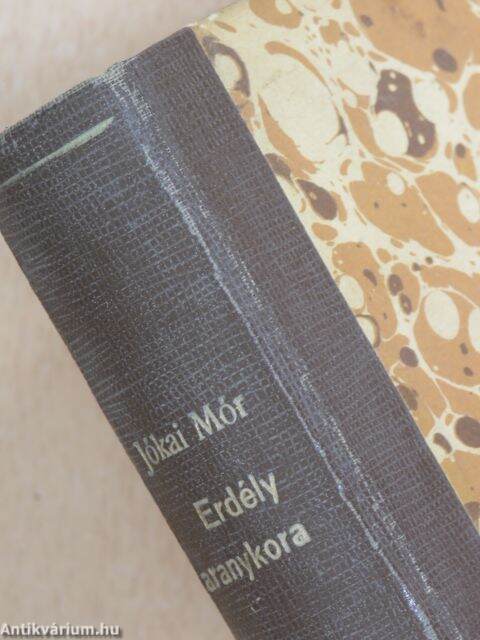 Jókai Mór
Erdély
aranykora
Antikvárium.hu